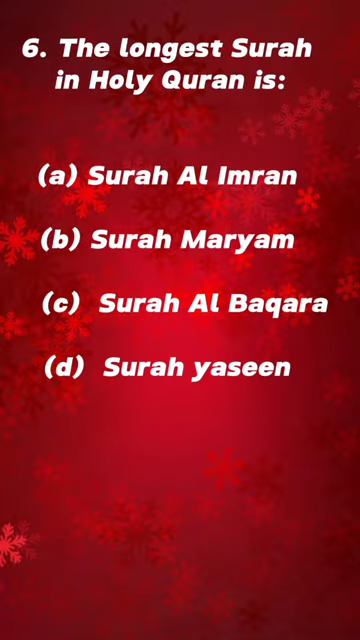 6. The longest Surah
in Holy Quran is:
(a) Surah Al Imran
(b) Surah Maryam
(c) Surah Al Baqara
(d) Surah yaseen